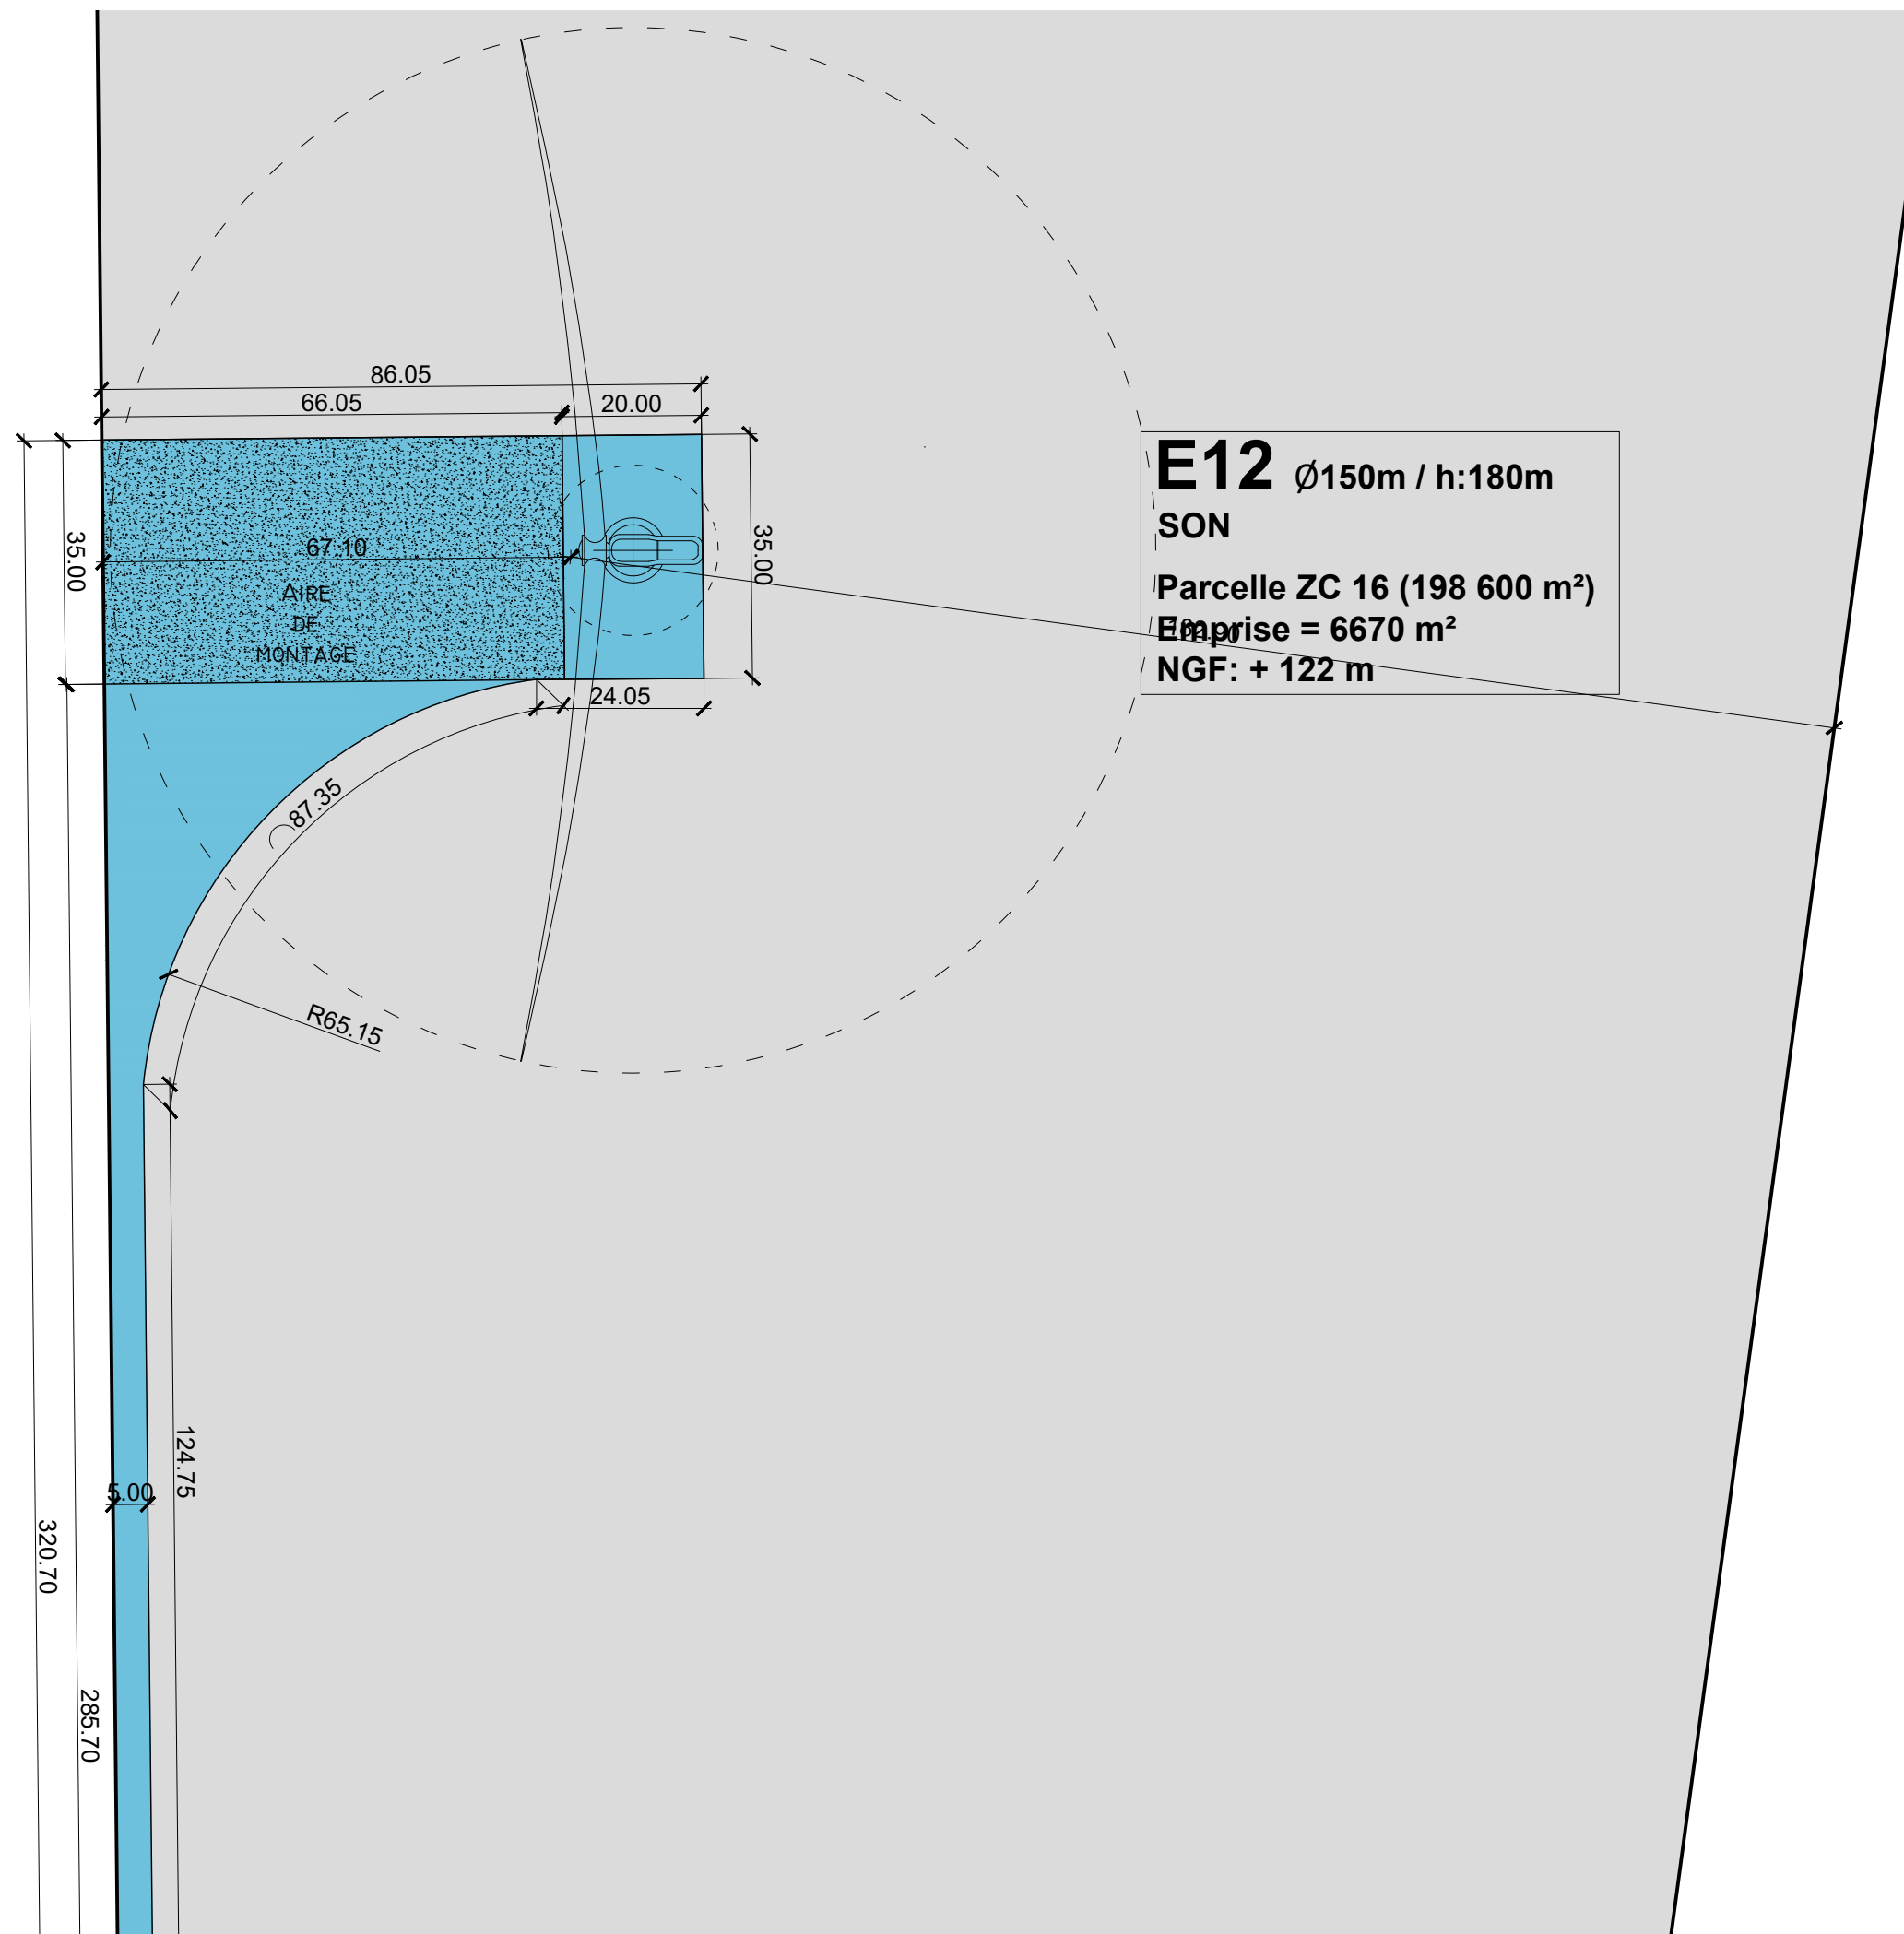 86.05
66.05
20.00
E12 Ø150m / h:180m
SON
35.00
67.10
35.00
AIRE
DE
MONTAGE
Parcelle ZC 16 (198 600 m²)
Emprise = 6670 m²
NGF: + 122 m
24.05
87.35
R65.15
124.75
5.00
320.70
285.70